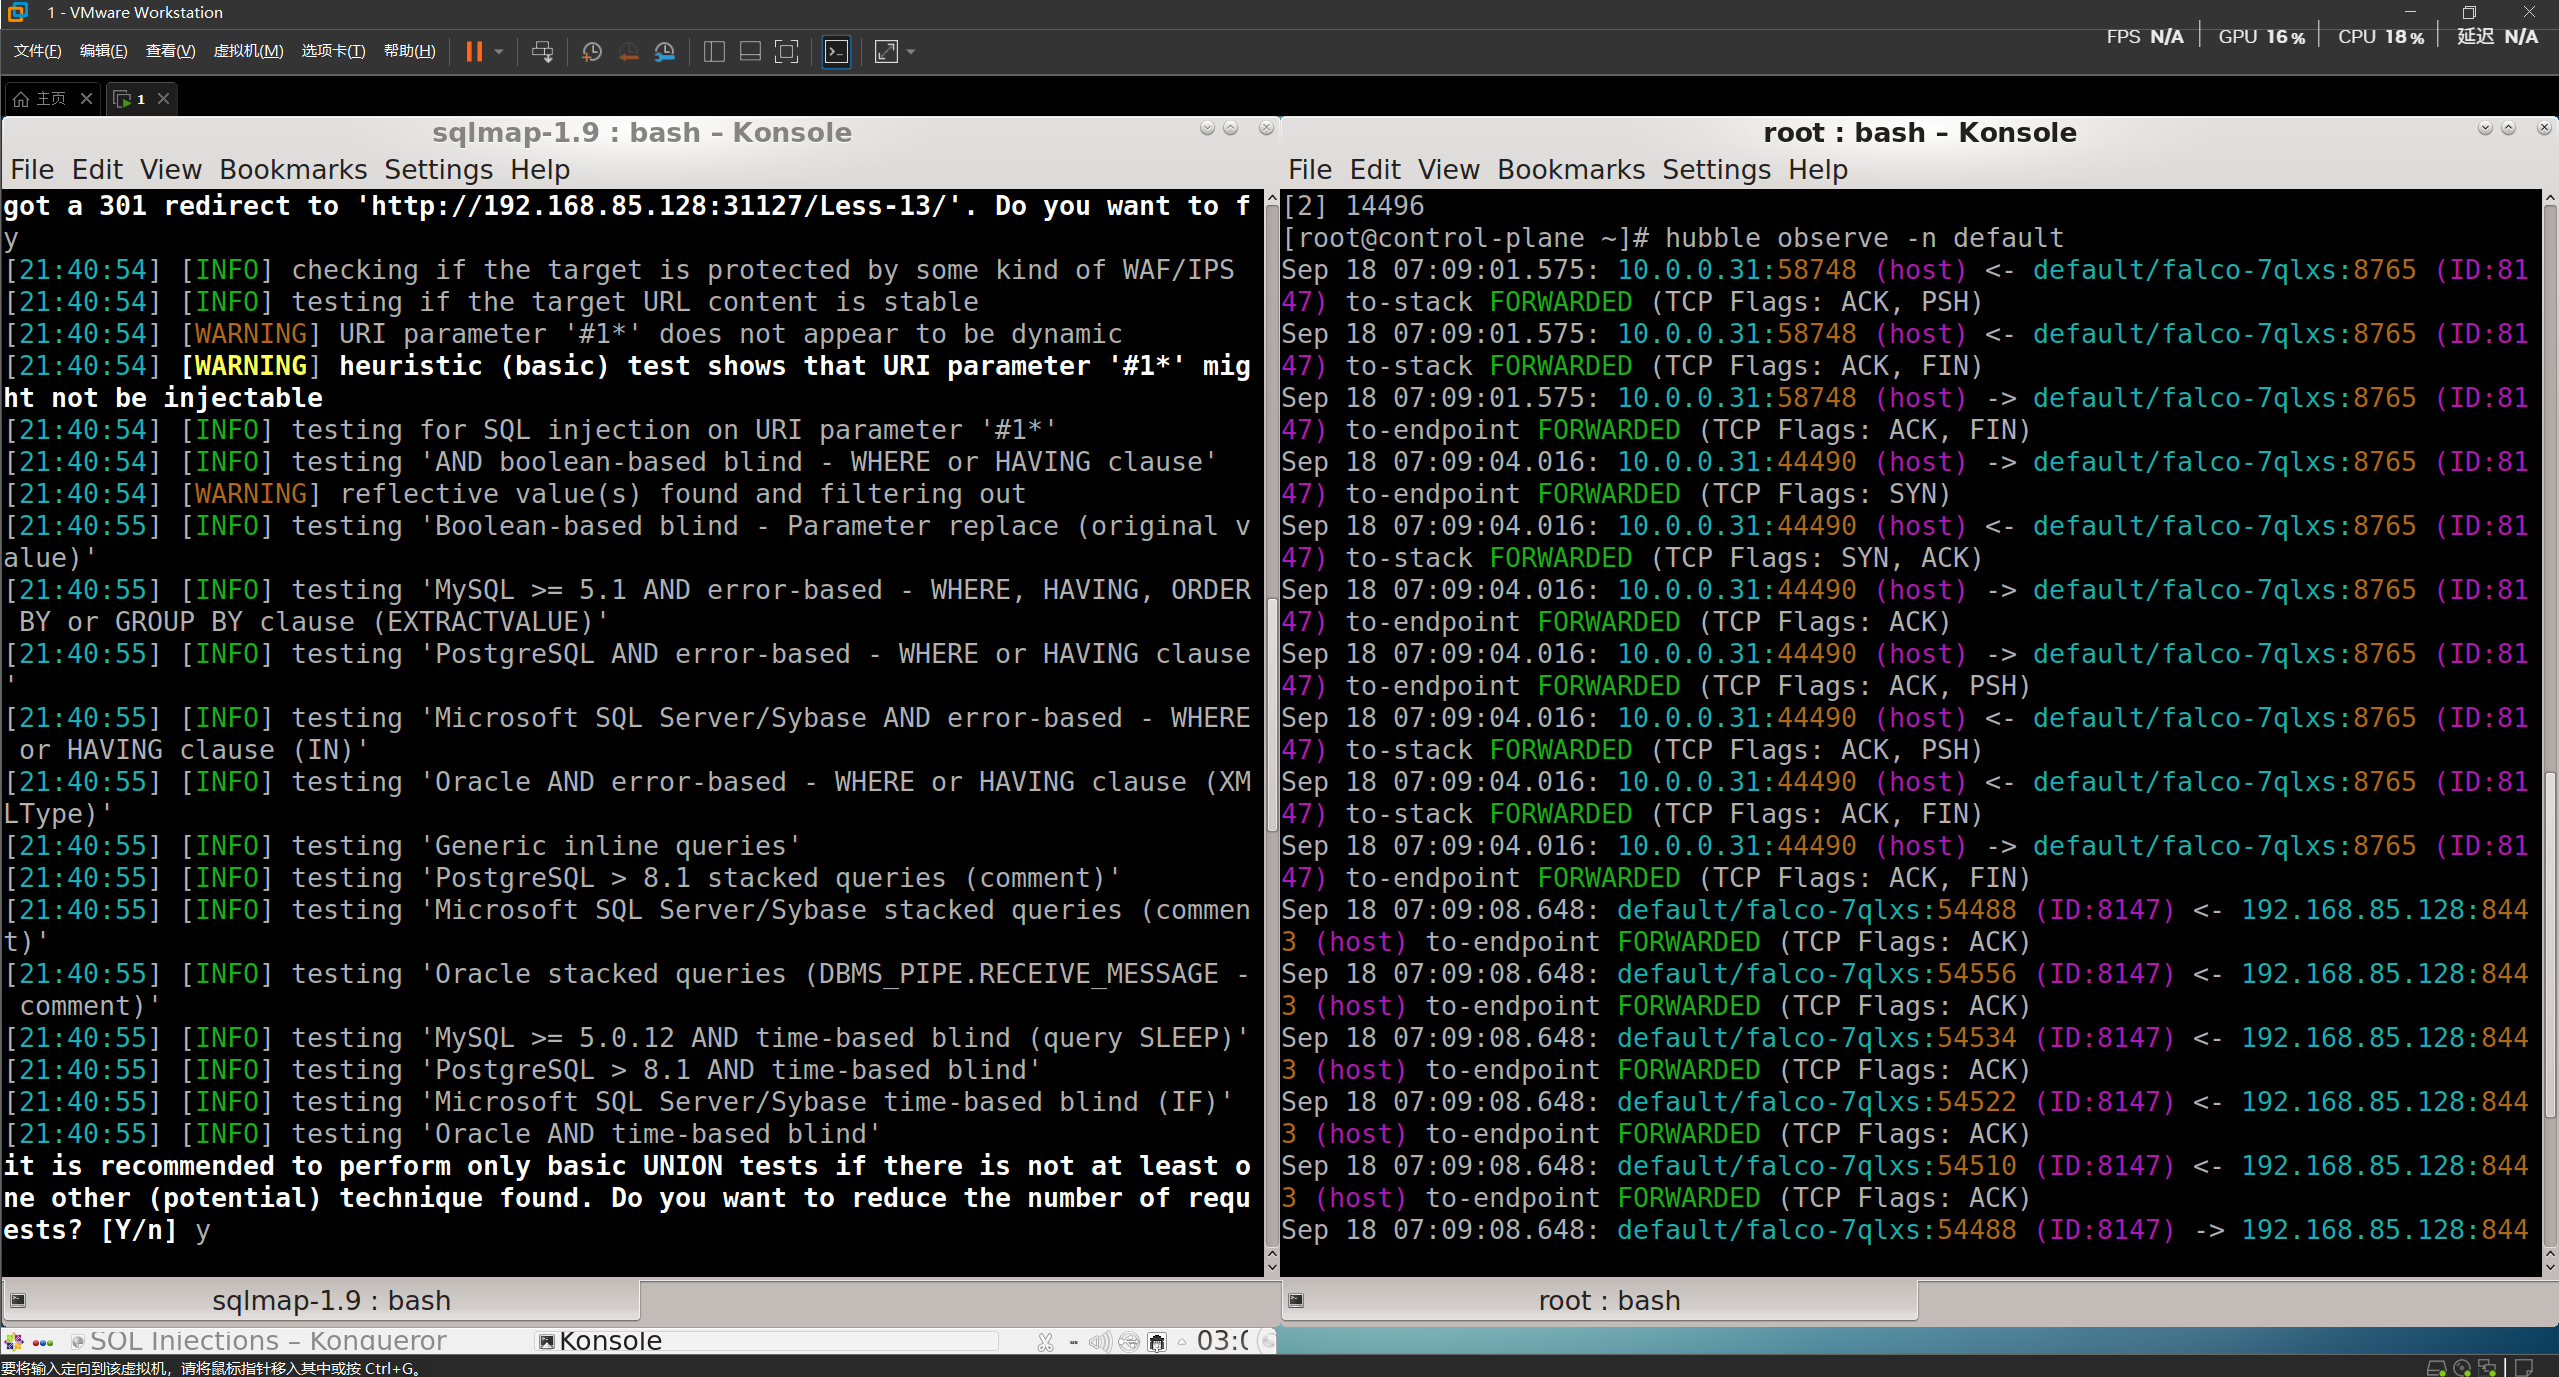 1 - VMware Workstation
文件(F) 编辑(E) 查看(V) 虚拟机(M) 选项卡(T) 帮助(H)
FPS N/A GPU 16% CPU 18% 延迟 N/A
主页 1
sqlmap-1.9 : bash – Konsole
File Edit View Bookmarks Settings Help
got a 301 redirect to 'http://192.168.85.128:31127/Less-13/'. Do you want to f
y
[21:40:54] [INFO] checking if the target is protected by some kind of WAF/IPS
[21:40:54] [INFO] testing if the target URL content is stable
[21:40:54] [WARNING] URI parameter '#1*' does not appear to be dynamic
[21:40:54] [WARNING] heuristic (basic) test shows that URI parameter '#1*' mig
ht not be injectable
[21:40:54] [INFO] testing for SQL injection on URI parameter '#1*'
[21:40:54] [INFO] testing 'AND boolean-based blind - WHERE or HAVING clause'
[21:40:54] [WARNING] reflective value(s) found and filtering out
[21:40:55] [INFO] testing 'Boolean-based blind - Parameter replace (original v
alue)'
[21:40:55] [INFO] testing 'MySQL >= 5.1 AND error-based - WHERE, HAVING, ORDER
 BY or GROUP BY clause (EXTRACTVALUE)'
[21:40:55] [INFO] testing 'PostgreSQL AND error-based - WHERE or HAVING clause
'
[21:40:55] [INFO] testing 'Microsoft SQL Server/Sybase AND error-based - WHERE
 or HAVING clause (IN)'
[21:40:55] [INFO] testing 'Oracle AND error-based - WHERE or HAVING clause (XM
LType)'
[21:40:55] [INFO] testing 'Generic inline queries'
[21:40:55] [INFO] testing 'PostgreSQL > 8.1 stacked queries (comment)'
[21:40:55] [INFO] testing 'Microsoft SQL Server/Sybase stacked queries (commen
t)'
[21:40:55] [INFO] testing 'Oracle stacked queries (DBMS_PIPE.RECEIVE_MESSAGE -
 comment)'
[21:40:55] [INFO] testing 'MySQL >= 5.0.12 AND time-based blind (query SLEEP)'
[21:40:55] [INFO] testing 'PostgreSQL > 8.1 AND time-based blind'
[21:40:55] [INFO] testing 'Microsoft SQL Server/Sybase time-based blind (IF)'
[21:40:55] [INFO] testing 'Oracle AND time-based blind'
it is recommended to perform only basic UNION tests if there is not at least o
ne other (potential) technique found. Do you want to reduce the number of requ
ests? [Y/n] y
sqlmap-1.9 : bash
root : bash – Konsole
File Edit View Bookmarks Settings Help
[2] 14496
[root@control-plane ~]# hubble observe -n default
Sep 18 07:09:01.575: 10.0.0.31:58748 (host) <- default/falco-7qlxs:8765 (ID:81
47) to-stack FORWARDED (TCP Flags: ACK, PSH)
Sep 18 07:09:01.575: 10.0.0.31:58748 (host) <- default/falco-7qlxs:8765 (ID:81
47) to-stack FORWARDED (TCP Flags: ACK, FIN)
Sep 18 07:09:01.575: 10.0.0.31:58748 (host) -> default/falco-7qlxs:8765 (ID:81
47) to-endpoint FORWARDED (TCP Flags: ACK, FIN)
Sep 18 07:09:04.016: 10.0.0.31:44490 (host) -> default/falco-7qlxs:8765 (ID:81
47) to-endpoint FORWARDED (TCP Flags: SYN)
Sep 18 07:09:04.016: 10.0.0.31:44490 (host) <- default/falco-7qlxs:8765 (ID:81
47) to-stack FORWARDED (TCP Flags: SYN, ACK)
Sep 18 07:09:04.016: 10.0.0.31:44490 (host) -> default/falco-7qlxs:8765 (ID:81
47) to-endpoint FORWARDED (TCP Flags: ACK)
Sep 18 07:09:04.016: 10.0.0.31:44490 (host) -> default/falco-7qlxs:8765 (ID:81
47) to-endpoint FORWARDED (TCP Flags: ACK, PSH)
Sep 18 07:09:04.016: 10.0.0.31:44490 (host) <- default/falco-7qlxs:8765 (ID:81
47) to-stack FORWARDED (TCP Flags: ACK, PSH)
Sep 18 07:09:04.016: 10.0.0.31:44490 (host) <- default/falco-7qlxs:8765 (ID:81
47) to-stack FORWARDED (TCP Flags: ACK, FIN)
Sep 18 07:09:04.016: 10.0.0.31:44490 (host) -> default/falco-7qlxs:8765 (ID:81
47) to-endpoint FORWARDED (TCP Flags: ACK, FIN)
Sep 18 07:09:08.648: default/falco-7qlxs:54488 (ID:8147) <- 192.168.85.128:844
3 (host) to-endpoint FORWARDED (TCP Flags: ACK)
Sep 18 07:09:08.648: default/falco-7qlxs:54556 (ID:8147) <- 192.168.85.128:844
3 (host) to-endpoint FORWARDED (TCP Flags: ACK)
Sep 18 07:09:08.648: default/falco-7qlxs:54534 (ID:8147) <- 192.168.85.128:844
3 (host) to-endpoint FORWARDED (TCP Flags: ACK)
Sep 18 07:09:08.648: default/falco-7qlxs:54522 (ID:8147) <- 192.168.85.128:844
3 (host) to-endpoint FORWARDED (TCP Flags: ACK)
Sep 18 07:09:08.648: default/falco-7qlxs:54510 (ID:8147) <- 192.168.85.128:844
3 (host) to-endpoint FORWARDED (TCP Flags: ACK)
Sep 18 07:09:08.648: default/falco-7qlxs:54488 (ID:8147) -> 192.168.85.128:844
root : bash
SQL Injections – Konqueror Konsole us 03:0
要将输入定向到该虚拟机，请将鼠标指针移入其中或按 Ctrl+G。